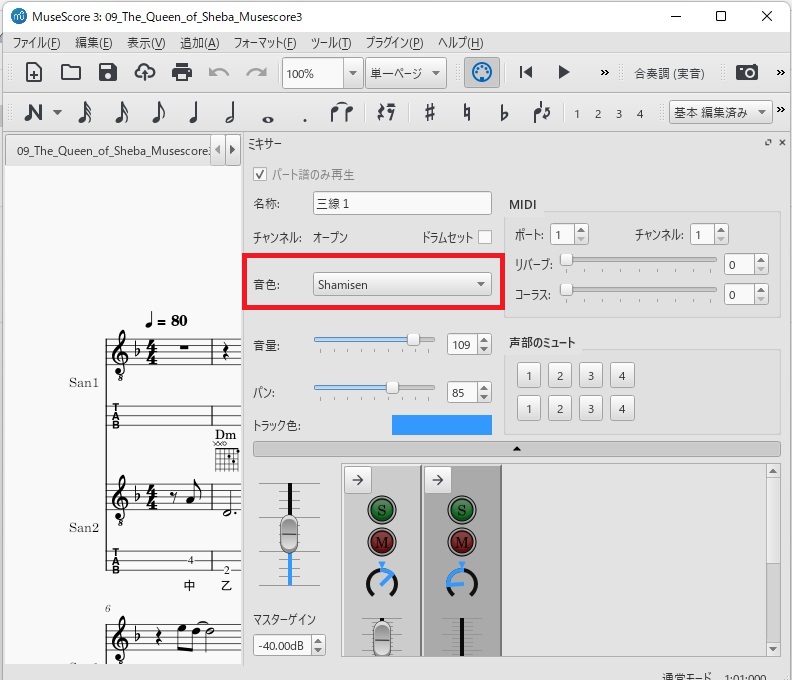 MuseScore 3: 09_The_Queen_of_Sheba_Musescore3
ファイル(F) 編集(E) 表示(V) 追加(A) フォーマット(F) ツール(T) プラグイン(P) ヘルプ(H)
100% 単一ページ 合奏調 (実音)
1 2 3 4 基本 編集済み
09_The_Queen_of_Sheba_Musescore
ミキサー
パート譜のみ再生
名称: 三線 1
チャンネル: オープン ドラムセット
音色: Shamisen
音量: 109
パン: 85
トラック色:
MIDI
ポート: 1 チャンネル: 1
リバーブ: 0
コーラス: 0
声部のミュート
1 2 3 4
1 2 3 4
= 80
San1
T
A
B
Dm
San2
T
A
B
4
2
中 乙
6
S S
M M
マスターゲイン
-40.00dB
通常モード 1:01:000